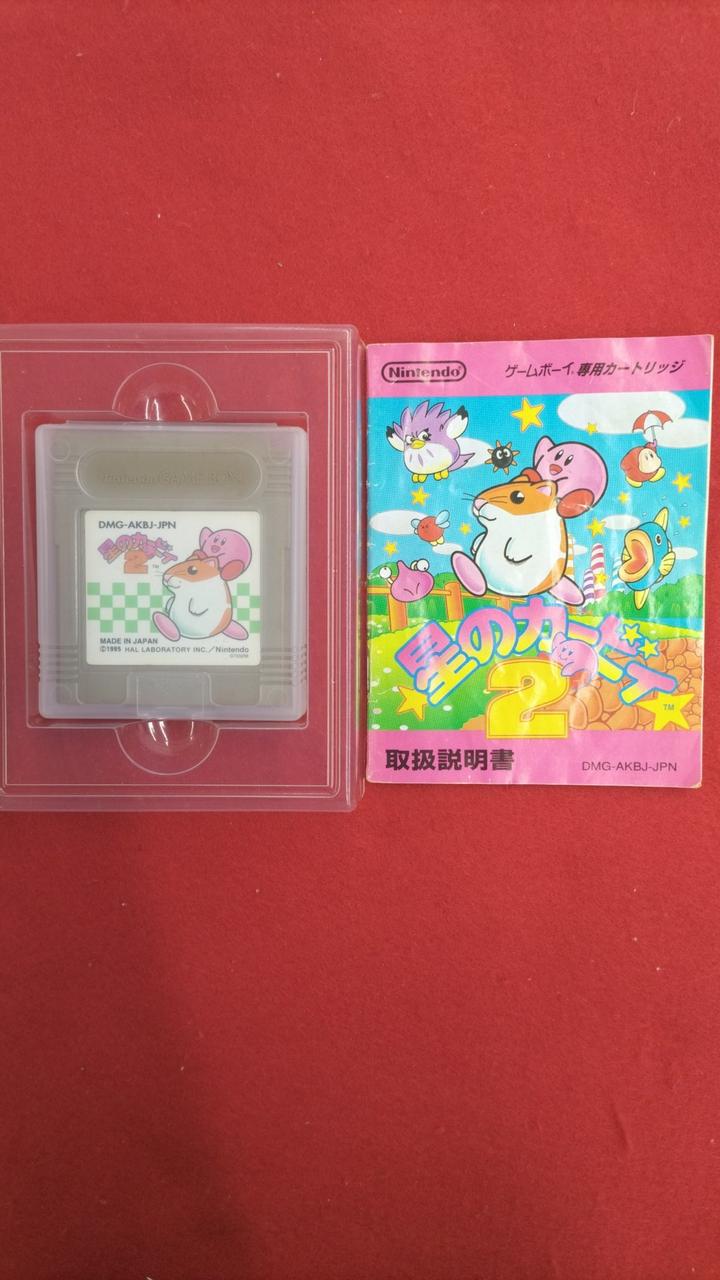 Nintendo GAME BOY
DMG-AKBJ-JPN
星のカービィ
2
TM
MADE IN JAPAN
©1995 HAL LABORATORY INC./Nintendo
Nintendo
ゲームボーイ専用カートリッジ
星のカービィ
2
TM
取扱説明書
DMG-AKBJ-JPN